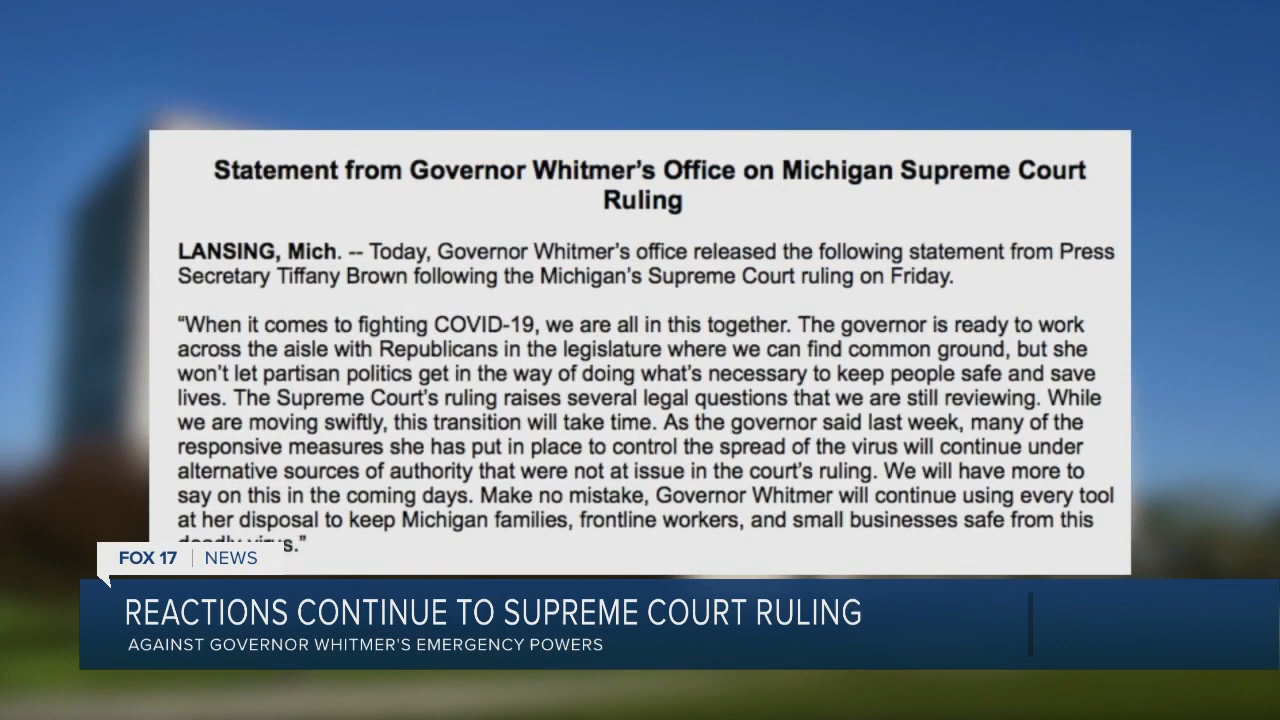 Statement from Governor Whitmer's Office on Michigan Supreme Court
Ruling
LANSING, Mich. -- Today, Governor Whitmer's office released the following statement from Press
Secretary Tiffany Brown following the Michigan's Supreme Court ruling on Friday.
“When it comes to fighting COVID-19, we are all in this together. The governor is ready to work
across the aisle with Republicans in the legislature where we can find common ground, but she
won't let partisan politics get in the way of doing what's necessary to keep people safe and save
lives. The Supreme Court's ruling raises several legal questions that we are still reviewing. While
we are moving swiftly, this transition will take time. As the governor said last week, many of the
responsive measures she has put in place to control the spread of the virus will continue under
alternative sources of authority that were not at issue in the court's ruling. We will have more to
say on this in the coming days. Make no mistake, Governor Whitmer will continue using every tool
at her disposal to keep Michigan families, frontline workers, and small businesses safe from this
deadly virus.”
FOX 17 | NEWS
REACTIONS CONTINUE TO SUPREME COURT RULING
AGAINST GOVERNOR WHITMER'S EMERGENCY POWERS